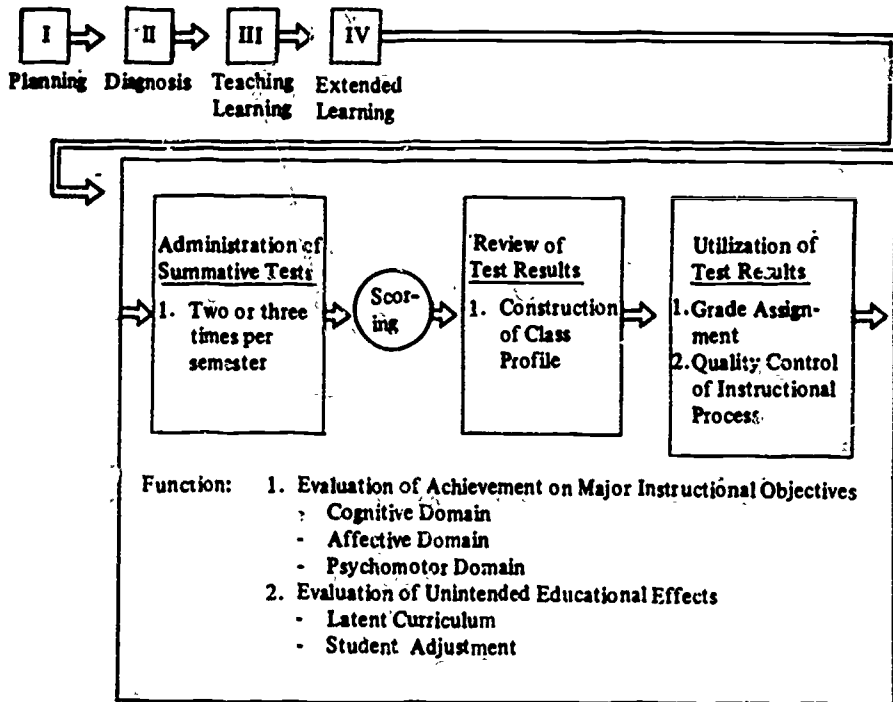 I II III IV
Planning Diagnosis Teaching Extended
Learning Learning
Administration of
Summative Tests
1. Two or three
times per
semester
Scor-
ing
Review of
Test Results
1. Construction
of Class
Profile
Utilization of
Test Results
1. Grade Assign-
ment
2. Quality Control
of Instructional
Process
Function: 1. Evaluation of Achievement on Major Instructional Objectives
- Cognitive Domain
- Affective Domain
- Psychomotor Domain
2. Evaluation of Unintended Educational Effects
- Latent Curriculum
- Student Adjustment